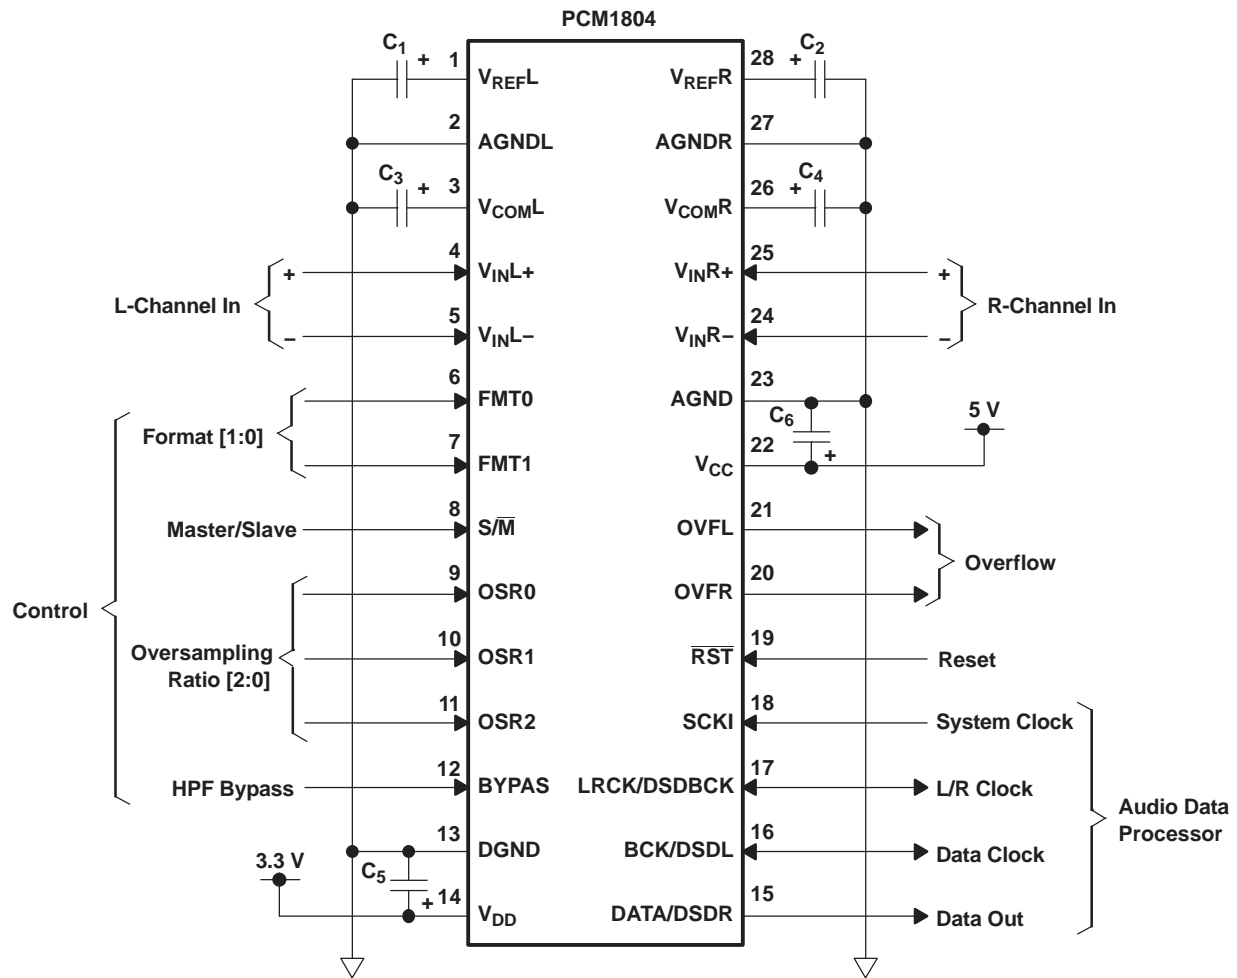 PCM1804
C1 + 1 VREFL VREFR 28 + C2
2 AGNDL AGNDR 27
C3 + 3 VCOML VCOMR 26 + C4
L-Channel In
+ 4 VINL+ VINR+ 25 +
− 5 VINL− VINR− 24 −
R-Channel In
Control
Format [1:0]
6 FMT0 AGND 23
C6 + 5 V
7 FMT1 VCC 22
Master/Slave 8 S/M̅ OVFL 21
Overflow
9 OSR0 OVFR 20
Oversampling
Ratio [2:0]
10 OSR1 R̅S̅T̅ 19 Reset
11 OSR2 SCKI 18 System Clock
HPF Bypass 12 BYPAS LRCK/DSDBCK 17 L/R Clock
Audio Data
Processor
13 DGND BCK/DSDL 16 Data Clock
3.3 V C5 +
14 VDD DATA/DSDR 15 Data Out